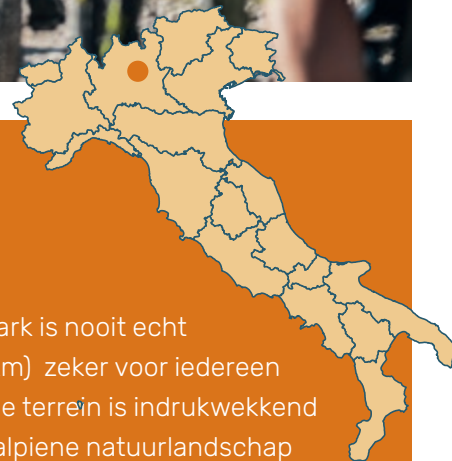 ark is nooit echt
m) zeker voor iedereen
e terrein is indrukwekkend
alpiene natuurlandschap